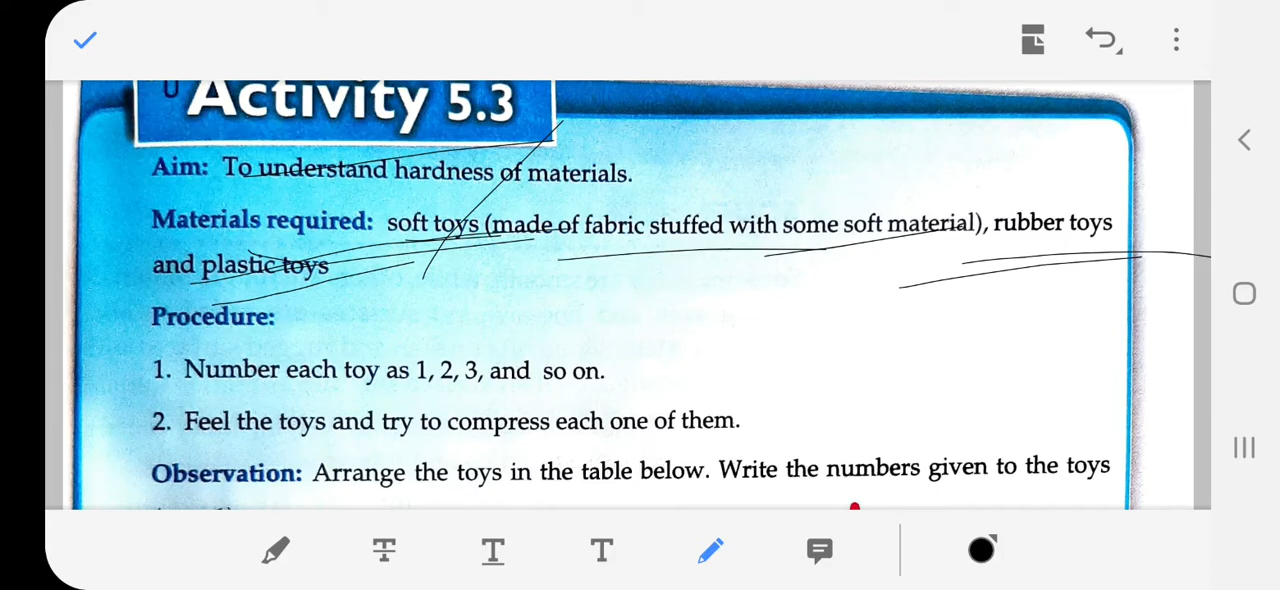 Activity 5.3
Aim: To understand hardness of materials.
Materials required: soft toys (made of fabric stuffed with some soft material), rubber toys
and plastic toys
Procedure:
1. Number each toy as 1, 2, 3, and so on.
2. Feel the toys and try to compress each one of them.
Observation: Arrange the toys in the table below. Write the numbers given to the toys